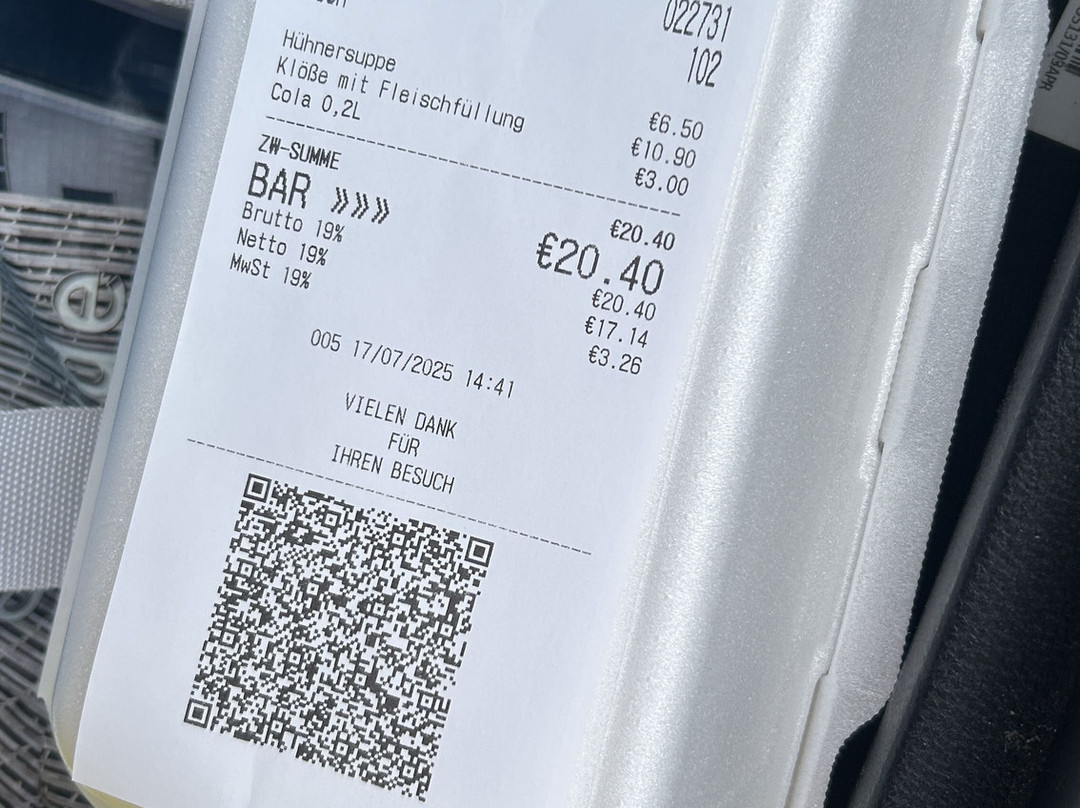 022731
102
Hühnersuppe €6.50
Klöße mit Fleischfüllung €10.90
Cola 0,2L €3.00
ZW-SUMME €20.40
BAR »»» €20.40
Brutto 19% €20.40
Netto 19% €17.14
MwSt 19% €3.26
005 17/07/2025 14:41
VIELEN DANK
FÜR
IHREN BESUCH